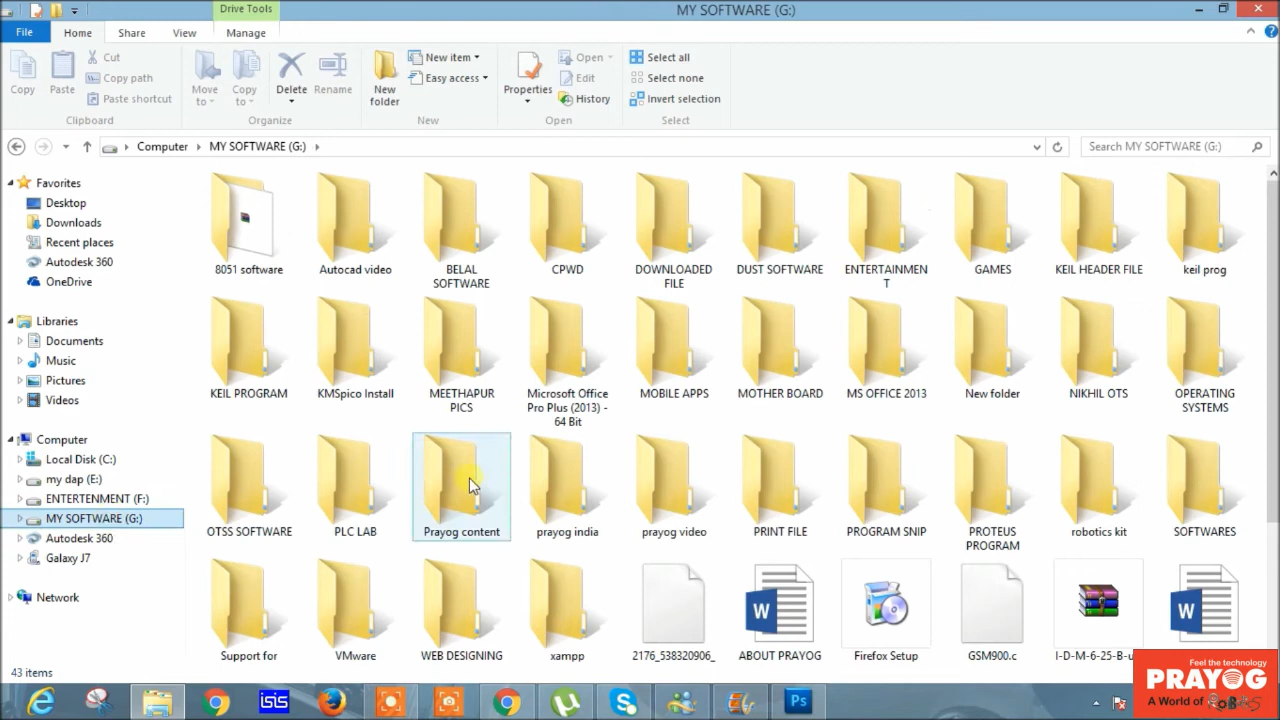 Drive Tools
MY SOFTWARE (G:)
File
Home
Share
View
Manage
Copy
Paste
Cut
Copy path
Paste shortcut
Clipboard
Move
to
Copy
to
Delete
Rename
Organize
New
folder
New item
Easy access
New
Properties
Open
Edit
History
Open
Select all
Select none
Invert selection
Select
Computer
MY SOFTWARE (G:)
Search MY SOFTWARE (G:)
Favorites
Desktop
Downloads
Recent places
Autodesk 360
OneDrive
Libraries
Documents
Music
Pictures
Videos
Computer
Local Disk (C:)
my dap (E:)
ENTERTENMENT (F:)
MY SOFTWARE (G:)
Autodesk 360
Galaxy J7
Network
8051 software
Autocad video
BELAL
SOFTWARE
CPWD
DOWNLOADED
FILE
DUST SOFTWARE
ENTERTAINMEN
T
GAMES
KEIL HEADER FILE
keil prog
KEIL PROGRAM
KMSpico Install
MEETHAPUR
PICS
Microsoft Office
Pro Plus (2013) -
64 Bit
MOBILE APPS
MOTHER BOARD
MS OFFICE 2013
New folder
NIKHIL OTS
OPERATING
SYSTEMS
OTSS SOFTWARE
PLC LAB
Prayog content
prayog india
prayog video
PRINT FILE
PROGRAM SNIP
PROTEUS
PROGRAM
robotics kit
SOFTWARES
Support for
VMware
WEB DESIGNING
xampp
2176_538320906_
ABOUT PRAYOG
Firefox Setup
GSM900.c
I-D-M-6-25-B-u
43 items
isis
Ps
Feel the technology
PRAYOG
A World of RoBoTiCS